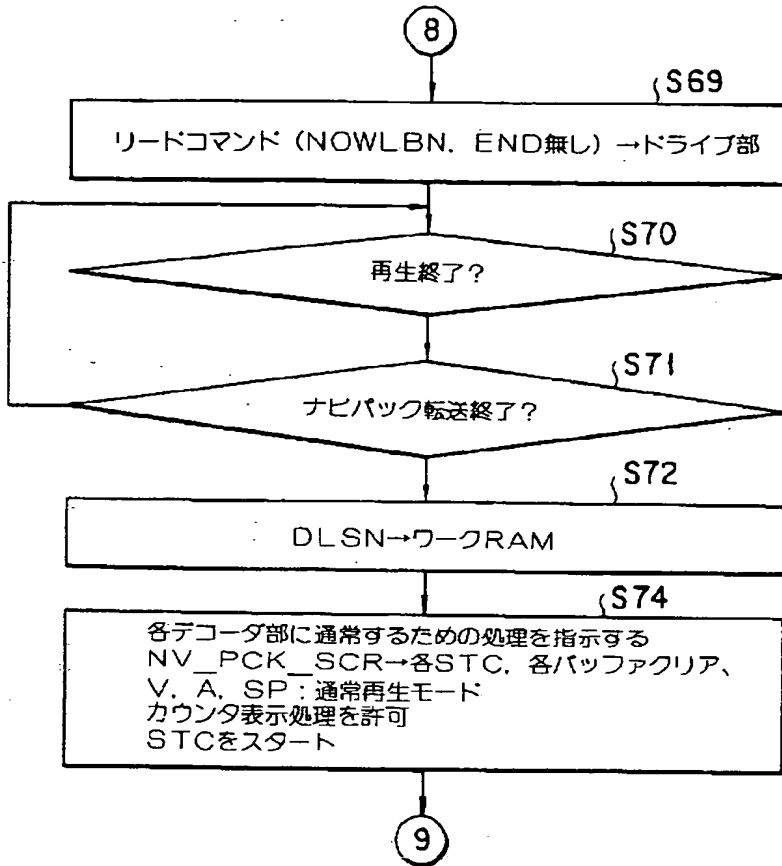 8
S69
リードコマンド（NOWLBN．END無し）→ドライブ部
S70
再生終了？
S71
ナビパック転送終了？
S72
DLSN→ワークRAM
S74
各デコーダ部に通常するための処理を指示する
NV_PCK_SCR→各STC，各バッファクリア、
V，A，SP：通常再生モード
カウンタ表示処理を許可
STCをスタート
9